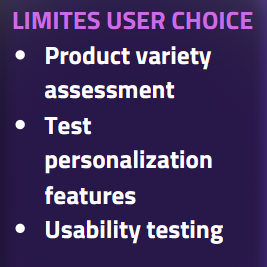 LIMITES USER CHOICE
• Product variety
assessment
• Test
personalization
features
• Usability testing